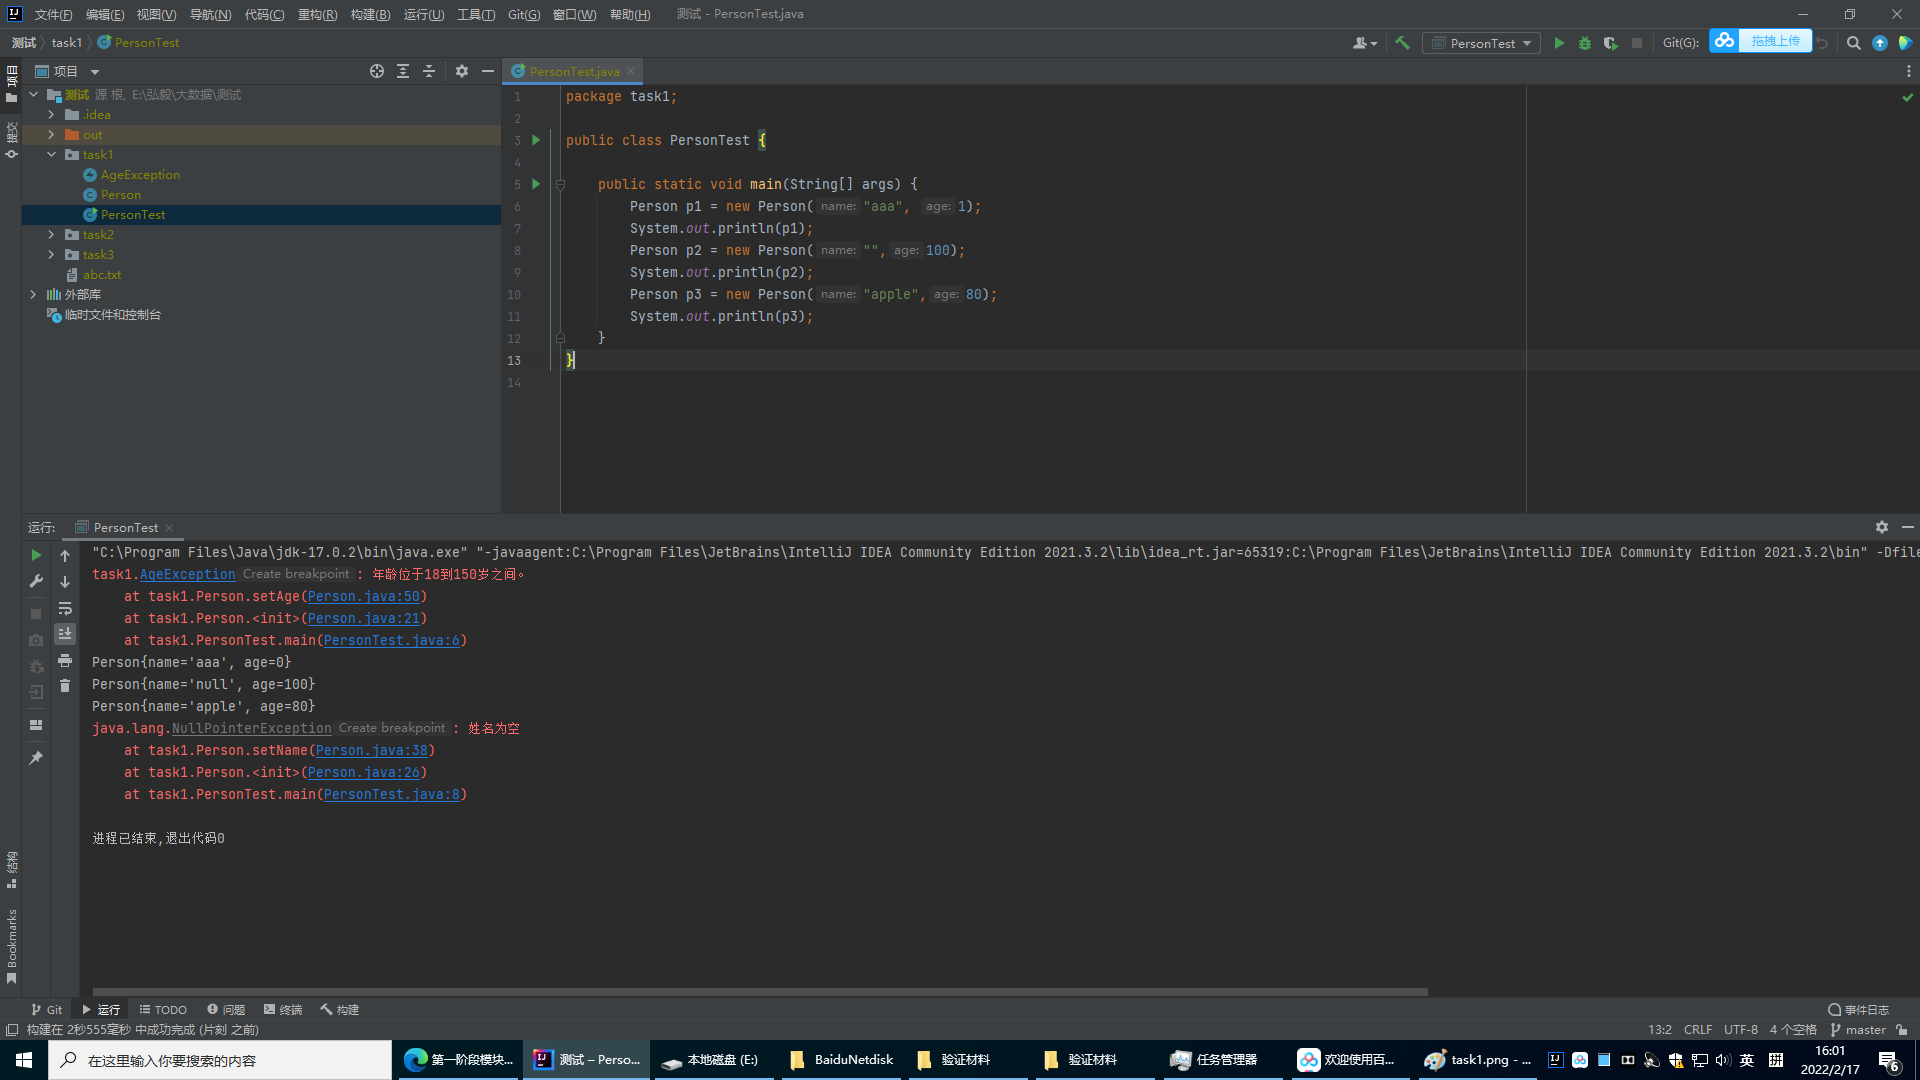 文件(F) 编辑(E) 视图(V) 导航(N) 代码(C) 重构(R) 构建(B) 运行(U) 工具(T) Git(G) 窗口(W) 帮助(H) 测试 - PersonTest.java
测试 task1 PersonTest
PersonTest Git(G): 拖拽上传
项目
项目
提交
测试 源 根, E:\弘毅\大数据\测试
.idea
out
task1
AgeException
Person
PersonTest
task2
task3
abc.txt
外部库
临时文件和控制台
PersonTest.java
1 package task1;
2
3 public class PersonTest {
4
5 public static void main(String[] args) {
6 Person p1 = new Person( name: "aaa", age: 1);
7 System.out.println(p1);
8 Person p2 = new Person( name: "", age: 100);
9 System.out.println(p2);
10 Person p3 = new Person( name: "apple", age: 80);
11 System.out.println(p3);
12 }
13 }
14
运行: PersonTest
"C:\Program Files\Java\jdk-17.0.2\bin\java.exe" "-javaagent:C:\Program Files\JetBrains\IntelliJ IDEA Community Edition 2021.3.2\lib\idea_rt.jar=65319:C:\Program Files\JetBrains\IntelliJ IDEA Community Edition 2021.3.2\bin" -Dfile
task1.AgeException Create breakpoint : 年龄位于18到150岁之间。
at task1.Person.setAge(Person.java:50)
at task1.Person.<init>(Person.java:21)
at task1.PersonTest.main(PersonTest.java:6)
Person{name='aaa', age=0}
Person{name='null', age=100}
Person{name='apple', age=80}
java.lang.NullPointerException Create breakpoint : 姓名为空
at task1.Person.setName(Person.java:38)
at task1.Person.<init>(Person.java:26)
at task1.PersonTest.main(PersonTest.java:8)
进程已结束,退出代码0
结构
Bookmarks
Git 运行 TODO 问题 终端 构建 事件日志
构建在 2秒555毫秒 中成功完成 (片刻 之前) 13:2 CRLF UTF-8 4 个空格 master
在这里输入你要搜索的内容 第一阶段模块... 测试 – Perso... 本地磁盘 (E:) BaiduNetdisk 验证材料 验证材料 任务管理器 欢迎使用百... task1.png - ... 英 16:01
2022/2/17 6